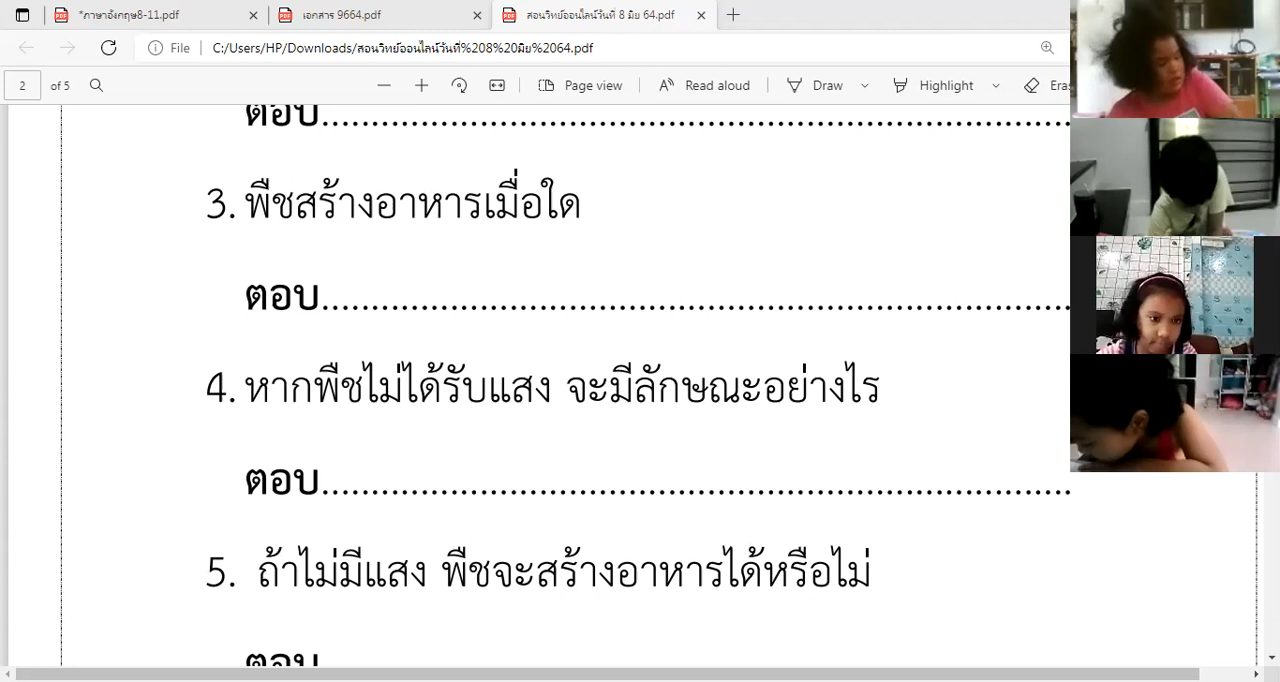 *ภาษาอังกฤษ8-11.pdf
เอกสาร 9664.pdf
สอนวิทย์ออนไลน์วันที่ 8 มิย 64.pdf
File
C:/Users/HP/Downloads/สอนวิทย์ออนไลน์วันที่%208%20มิย%2064.pdf
2 of 5
Page view
Read aloud
Draw
Highlight
Eras
ตอบ..............................................................
3. พืชสร้างอาหารเมื่อใด
ตอบ..............................................................
4. หากพืชไม่ได้รับแสง จะมีลักษณะอย่างไร
ตอบ..............................................................
5. ถ้าไม่มีแสง พืชจะสร้างอาหารได้หรือไม่
ตอบ